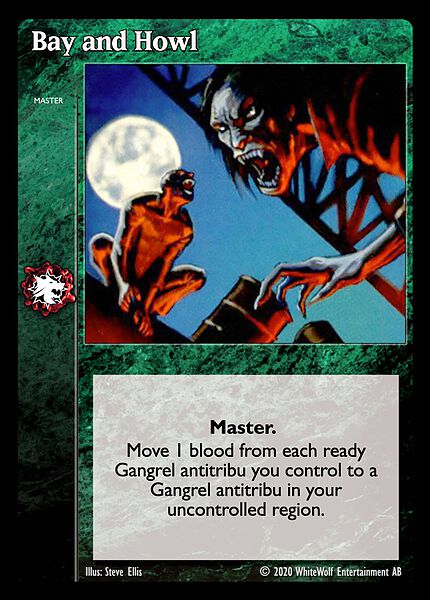 Bay and Howl
MASTER
Master.
Move 1 blood from each ready
Gangrel antitribu you control to a
Gangrel antitribu in your
uncontrolled region.
Illus: Steve Ellis
© 2020 WhiteWolf Entertainment AB